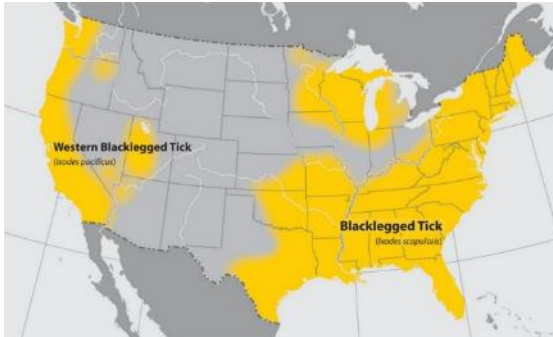 Western Blacklegged Tick
(Ixodes pacificus)
Blacklegged Tick
(Ixodes scapularis)